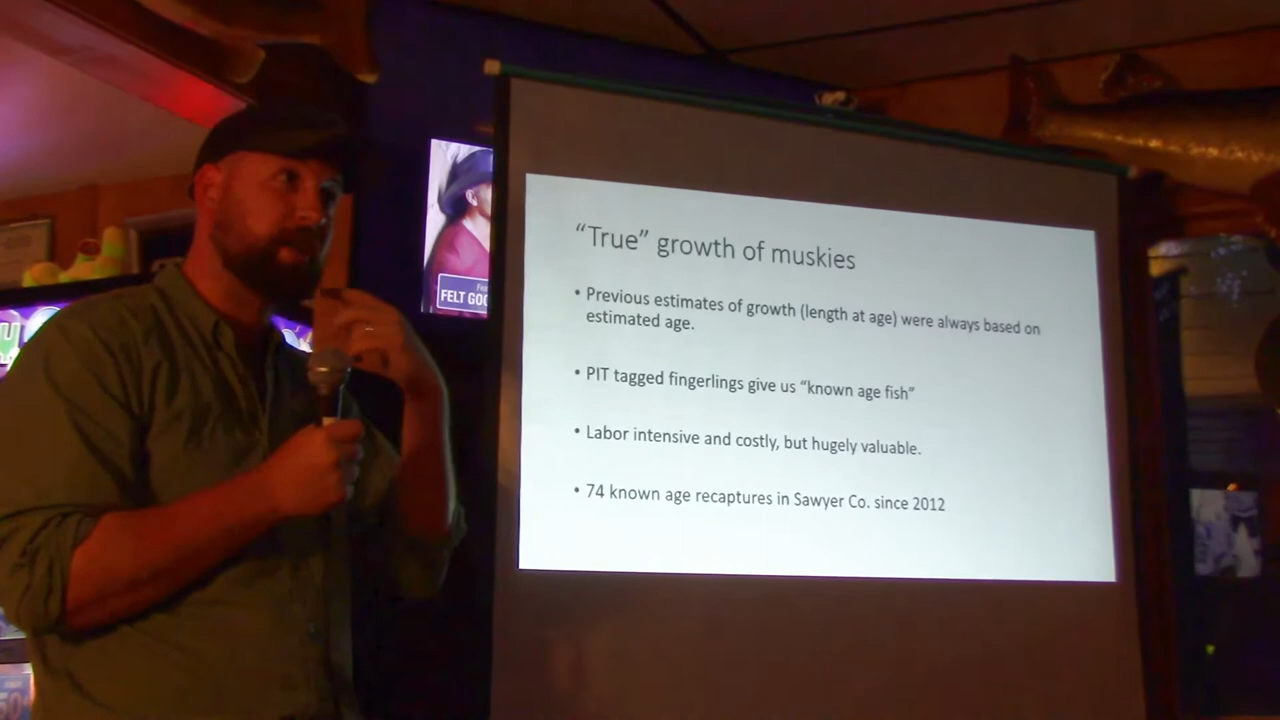 FELT GOO
“True” growth of muskies
• Previous estimates of growth (length at age) were always based on
estimated age.
• PIT tagged fingerlings give us “known age fish”
• Labor intensive and costly, but hugely valuable.
• 74 known age recaptures in Sawyer Co. since 2012